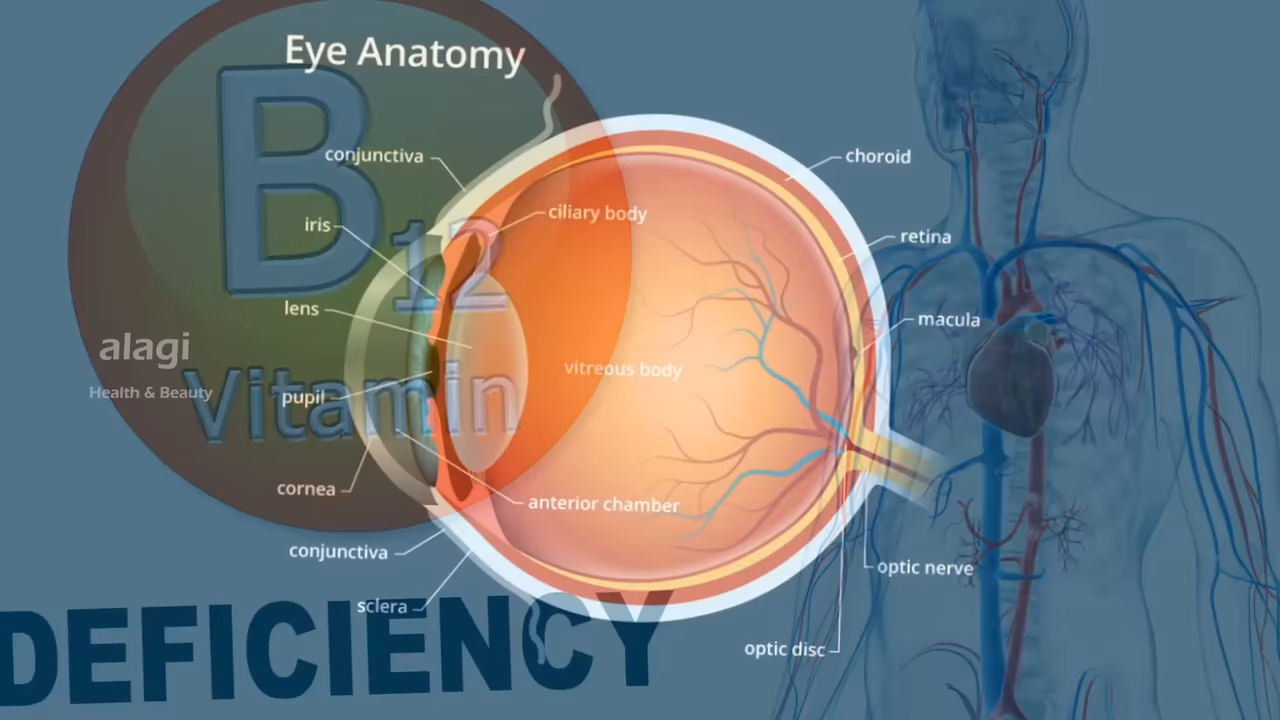 Eye Anatomy
B12
Vitamin
conjunctiva
iris
lens
pupil
cornea
conjunctiva
sclera
ciliary body
vitreous body
anterior chamber
choroid
retina
macula
optic nerve
optic disc
alagi
Health & Beauty
DEFICIENCY